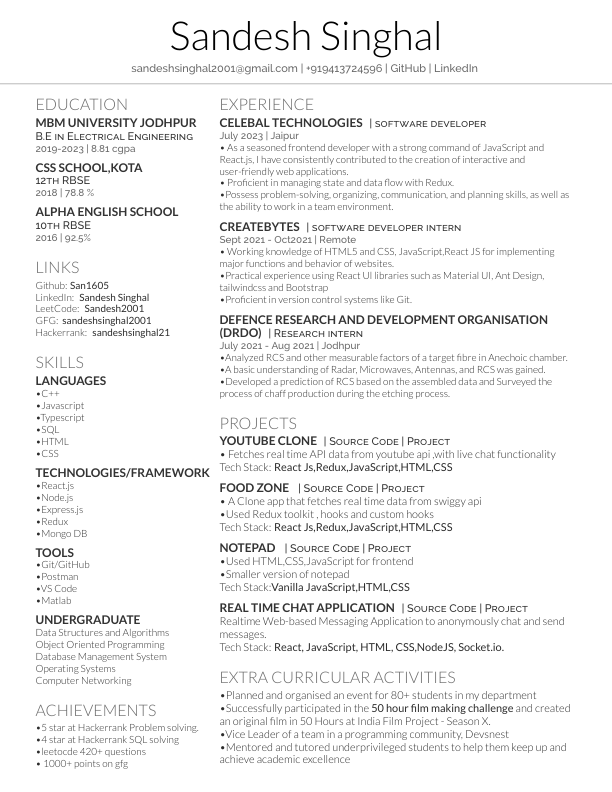 Sandesh Singhal
sandeshsinghal2001@gmail.com | +919413724596 | GitHub | LinkedIn
EDUCATION
MBM UNIVERSITY JODHPUR
B.E in Electrical Engineering
2019-2023 | 8.81 cgpa
CSS SCHOOL,KOTA
12th RBSE
2018 | 78.8 %
ALPHA ENGLISH SCHOOL
10th RBSE
2016 | 92.5%
LINKS
Github: San1605
LinkedIn: Sandesh Singhal
LeetCode: Sandesh2001
GFG: sandeshsinghal2001
Hackerrank: sandeshsinghal21
SKILLS
LANGUAGES
•C++
•Javascript
•Typescript
•SQL
•HTML
•CSS
TECHNOLOGIES/FRAMEWORK
•React.js
•Node.js
•Express.js
•Redux
•Mongo DB
TOOLS
•Git/GitHub
•Postman
•VS Code
•Matlab
UNDERGRADUATE
Data Structures and Algorithms
Object Oriented Programming
Database Management System
Operating Systems
Computer Networking
ACHIEVEMENTS
•5 star at Hackerrank Problem solving.
•4 star at Hackerrank SQL solving
•leetocde 420+ questions
• 1000+ points on gfg
EXPERIENCE
CELEBAL TECHNOLOGIES | software developer
July 2023 | Jaipur
• As a seasoned frontend developer with a strong command of JavaScript and
React.js, I have consistently contributed to the creation of interactive and
user-friendly web applications.
• Proficient in managing state and data flow with Redux.
•Possess problem-solving, organizing, communication, and planning skills, as well as
the ability to work in a team environment.
CREATEBYTES | software developer intern
Sept 2021 - Oct2021 | Remote
• Working knowledge of HTML5 and CSS, JavaScript,React JS for implementing
major functions and behavior of websites.
•Practical experience using React UI libraries such as Material UI, Ant Design,
tailwindcss and Bootstrap
•Proficient in version control systems like Git.
DEFENCE RESEARCH AND DEVELOPMENT ORGANISATION
(DRDO) | Research intern
July 2021 - Aug 2021 | Jodhpur
•Analyzed RCS and other measurable factors of a target fibre in Anechoic chamber.
•A basic understanding of Radar, Microwaves, Antennas, and RCS was gained.
•Developed a prediction of RCS based on the assembled data and Surveyed the
process of chaff production during the etching process.
PROJECTS
YOUTUBE CLONE | Source Code | Project
• Fetches real time API data from youtube api ,with live chat functionality
Tech Stack: React Js,Redux,JavaScript,HTML,CSS
FOOD ZONE | Source Code | Project
• A Clone app that fetches real time data from swiggy api
•Used Redux toolkit , hooks and custom hooks
Tech Stack: React Js,Redux,JavaScript,HTML,CSS
NOTEPAD | Source Code | Project
•Used HTML,CSS,JavaScript for frontend
•Smaller version of notepad
Tech Stack:Vanilla JavaScript,HTML,CSS
REAL TIME CHAT APPLICATION | Source Code | Project
Realtime Web-based Messaging Application to anonymously chat and send
messages.
Tech Stack: React, JavaScript, HTML, CSS,NodeJS, Socket.io.
EXTRA CURRICULAR ACTIVITIES
•Planned and organised an event for 80+ students in my department
•Successfully participated in the 50 hour film making challenge and created
an original film in 50 Hours at India Film Project - Season X.
•Vice Leader of a team in a programming community, Devsnest
•Mentored and tutored underprivileged students to help them keep up and
achieve academic excellence